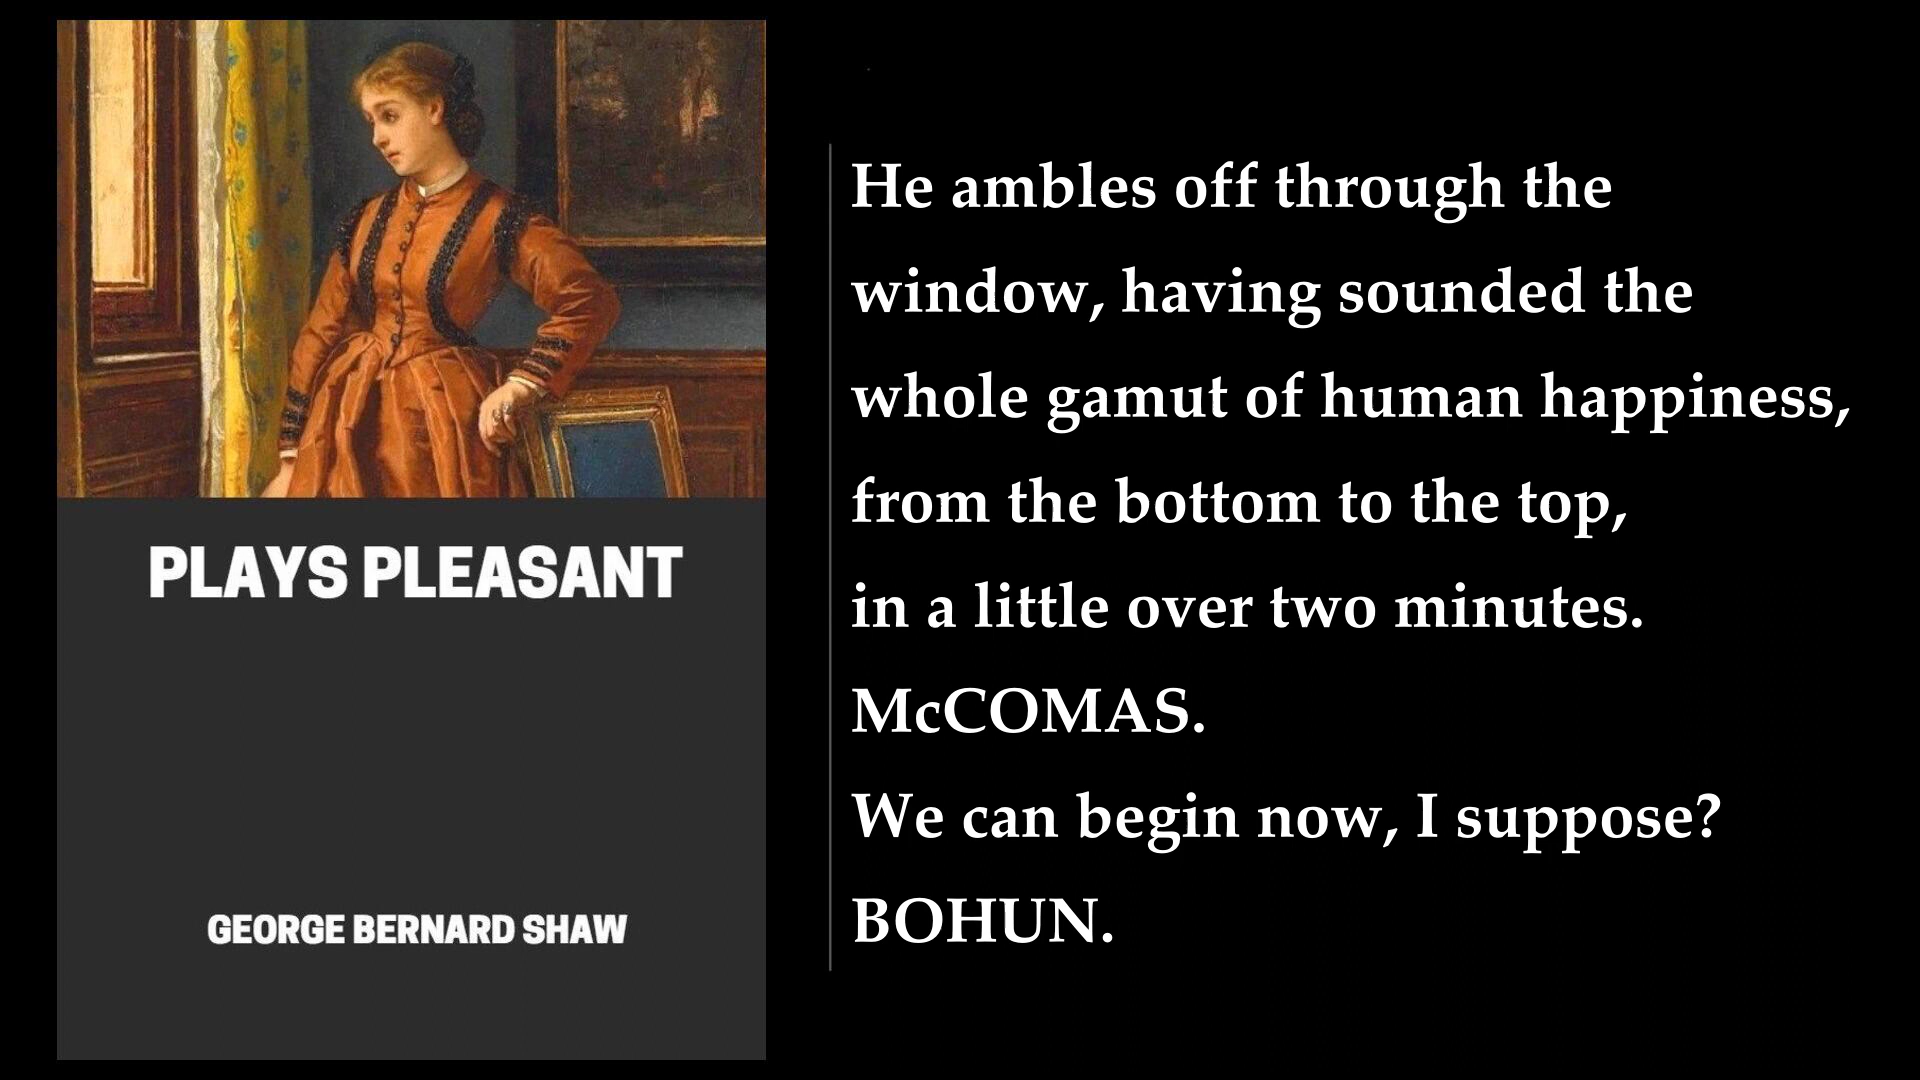 PLAYS PLEASANT
GEORGE BERNARD SHAW
He ambles off through the
window, having sounded the
whole gamut of human happiness,
from the bottom to the top,
in a little over two minutes.
McCOMAS.
We can begin now, I suppose?
BOHUN.